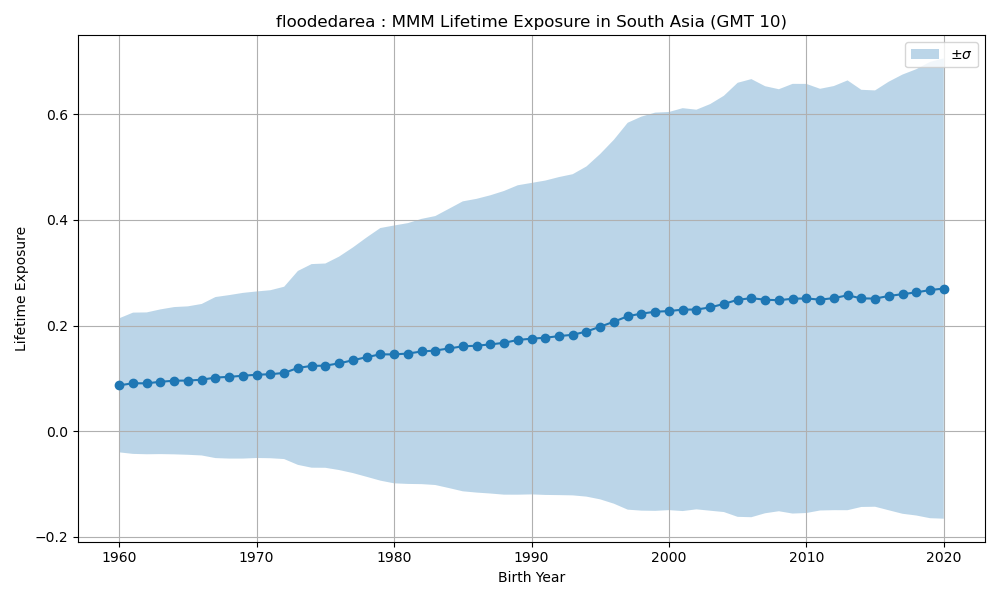 floodedarea : MMM Lifetime Exposure in South Asia (GMT 10)
±σ
0.6
0.4
0.2
0.0
−0.2
Lifetime Exposure
1960 1970 1980 1990 2000 2010 2020
Birth Year